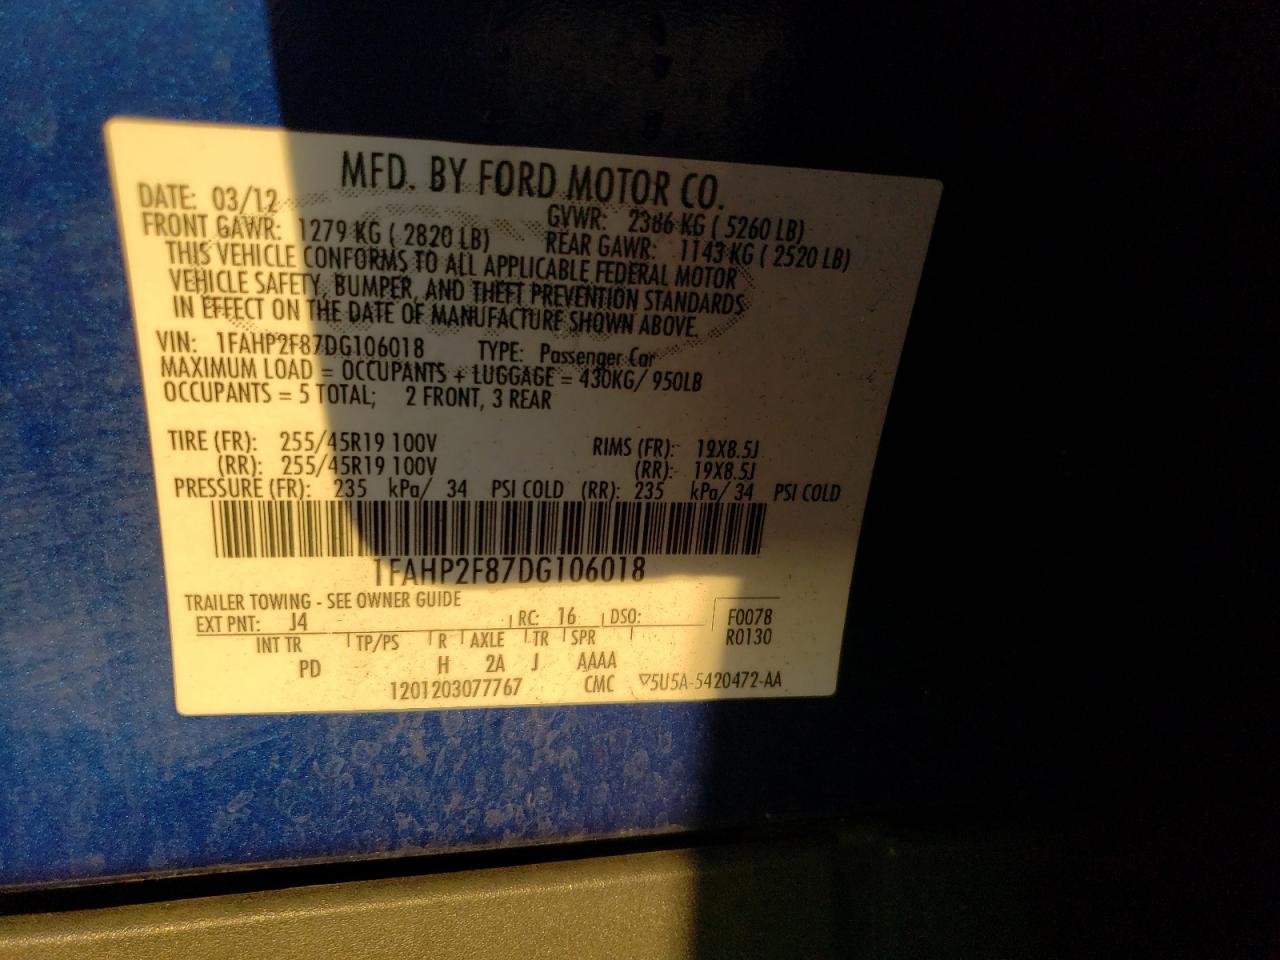 MFD. BY FORD MOTOR CO.
DATE: 03/12 GVWR: 2386 KG ( 5260 LB)
FRONT GAWR: 1279 KG ( 2820 LB) REAR GAWR: 1143 KG ( 2520 LB)
THIS VEHICLE CONFORMS TO ALL APPLICABLE FEDERAL MOTOR
VEHICLE SAFETY, BUMPER, AND THEFT PREVENTION STANDARDS
IN EFFECT ON THE DATE OF MANUFACTURE SHOWN ABOVE.
VIN: 1FAHP2F87DG106018 TYPE: Passenger Car
MAXIMUM LOAD = OCCUPANTS + LUGGAGE = 430KG/ 950LB
OCCUPANTS = 5 TOTAL; 2 FRONT, 3 REAR
TIRE (FR): 255/45R19 100V RIMS (FR): 19X8.5J
(RR): 255/45R19 100V (RR): 19X8.5J
PRESSURE (FR): 235 kPa/ 34 PSI COLD (RR): 235 kPa/ 34 PSI COLD
1FAHP2F87DG106018
TRAILER TOWING - SEE OWNER GUIDE
EXT PNT: J4 RC: 16 DSO: F0078
INT TR TP/PS R AXLE TR SPR R0130
PD H 2A J AAAA
1201203077767 CMC ▽5U5A-5420472-AA